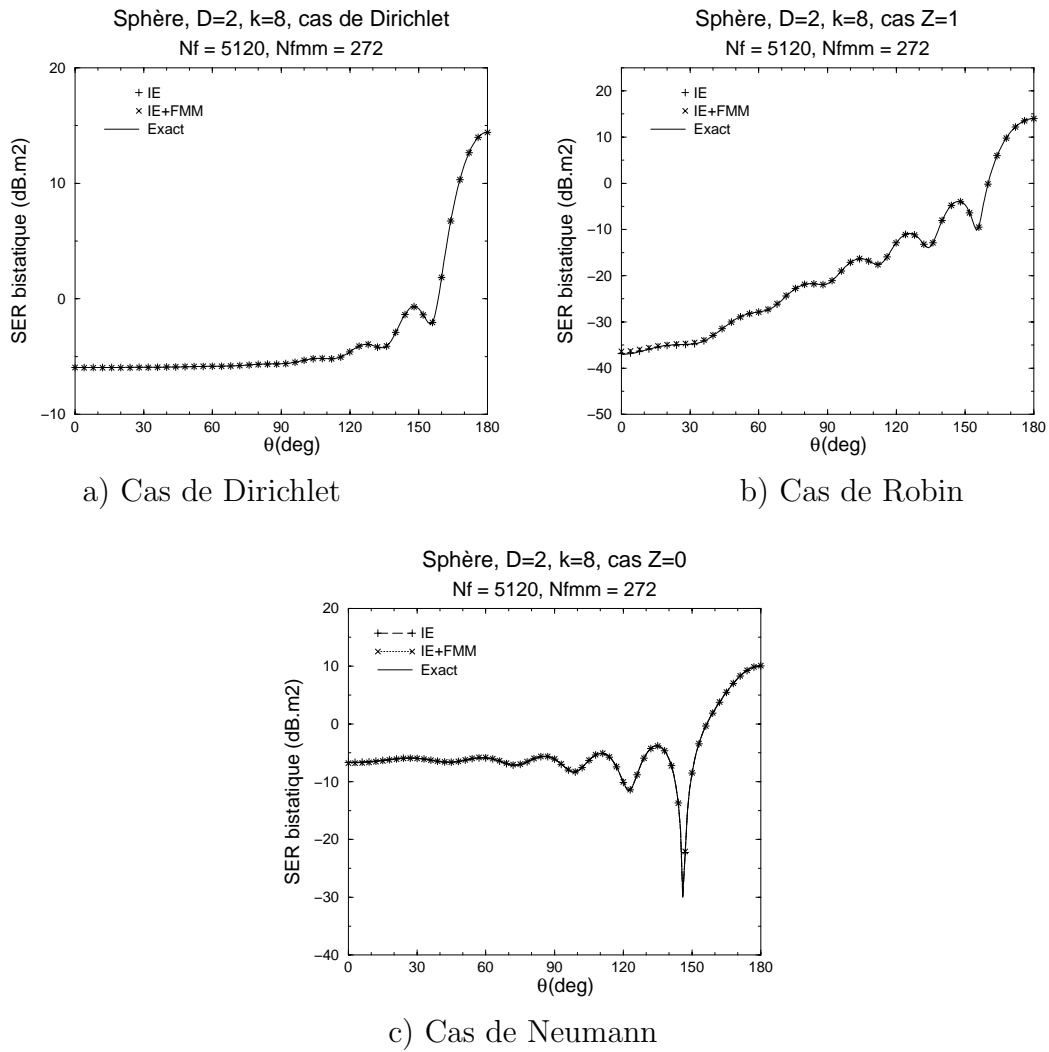 Sphère, D=2, k=8, cas de Dirichlet
Nf = 5120, Nfmm = 272
20
10
0
−10
SER bistatique (dB.m2)
IE
IE+FMM
Exact
0 30 60 90 120 150 180
θ(deg)
a) Cas de Dirichlet
Sphère, D=2, k=8, cas Z=1
Nf = 5120, Nfmm = 272
20
10
0
−10
−20
−30
−40
−50
SER bistatique (dB.m2)
IE
IE+FMM
Exact
0 30 60 90 120 150 180
θ(deg)
b) Cas de Robin
Sphère, D=2, k=8, cas Z=0
Nf = 5120, Nfmm = 272
20
10
0
−10
−20
−30
−40
SER bistatique (dB.m2)
IE
IE+FMM
Exact
0 30 60 90 120 150 180
θ(deg)
c) Cas de Neumann